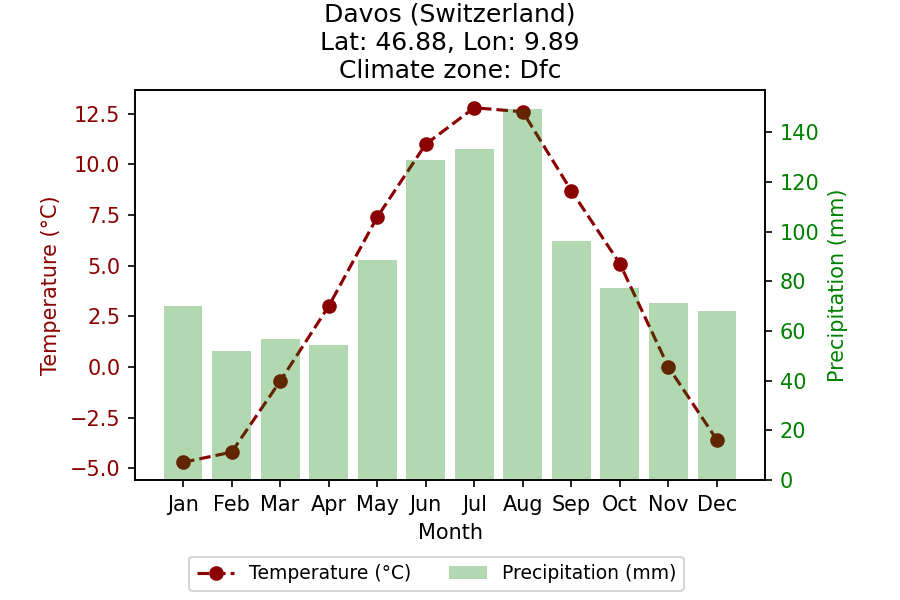 Davos (Switzerland)
Lat: 46.88, Lon: 9.89
Climate zone: Dfc
Temperature (°C)
12.5
10.0
7.5
5.0
2.5
0.0
−2.5
−5.0
140
120
100
80
60
40
20
0
Precipitation (mm)
Jan Feb Mar Apr May Jun Jul Aug Sep Oct Nov Dec
Month
Temperature (°C) Precipitation (mm)